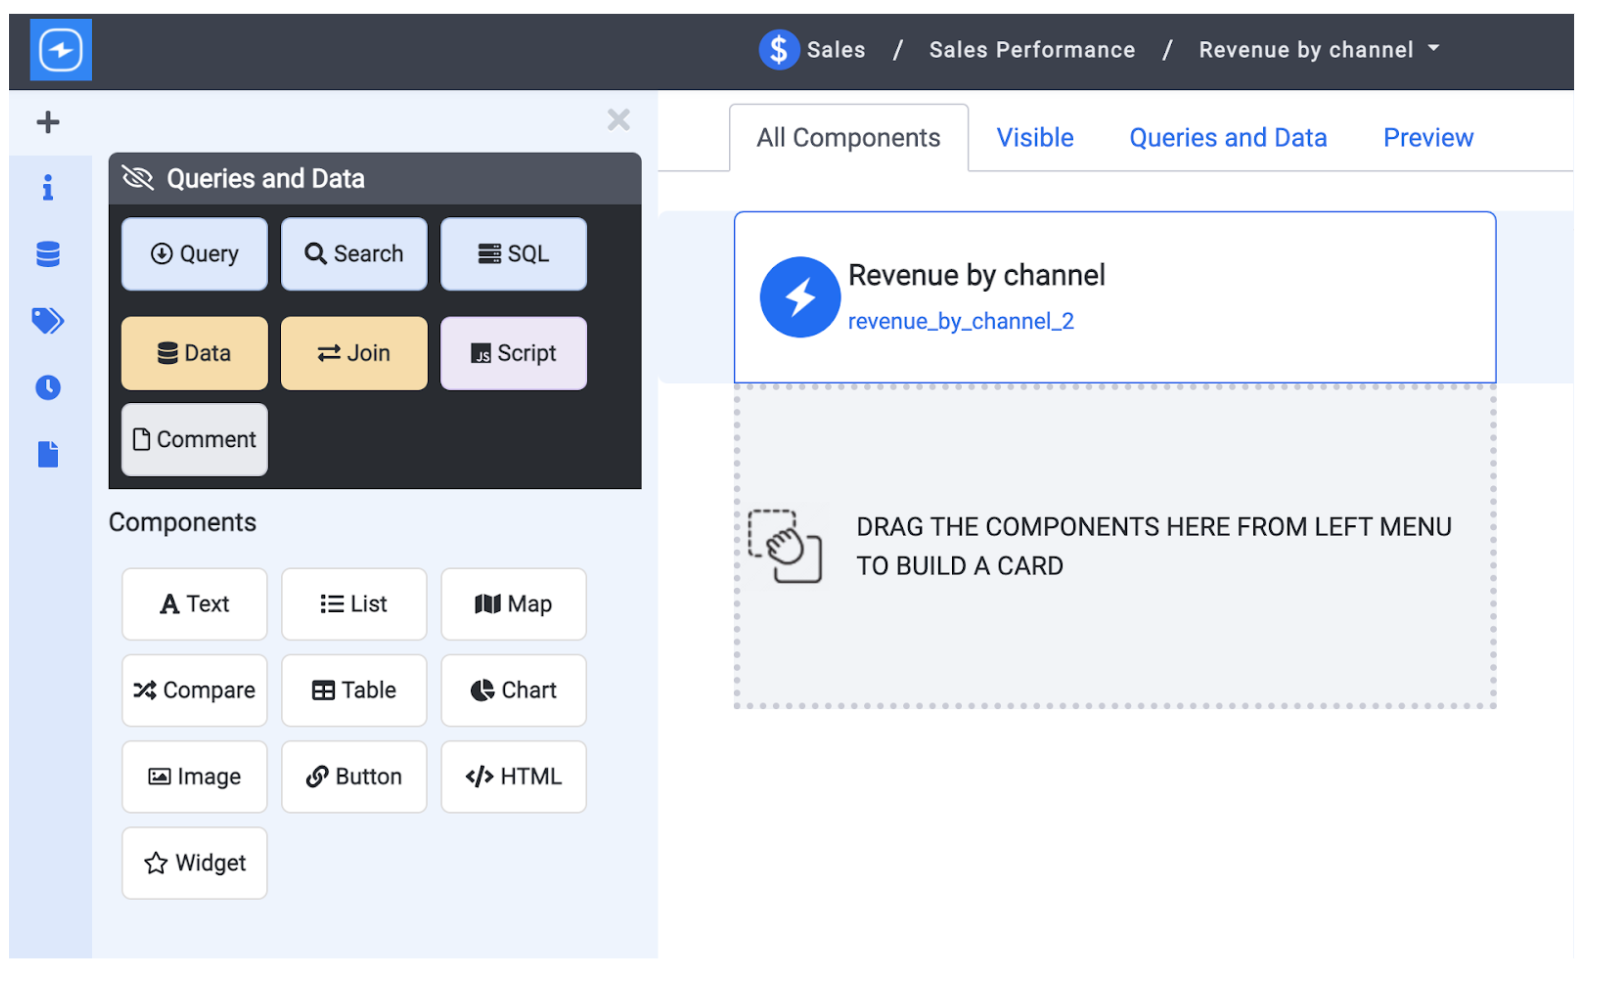 Sales / Sales Performance / Revenue by channel
All Components Visible Queries and Data Preview
Queries and Data
Query Search SQL
Data Join JS Script
Comment
Components
Text List Map
Compare Table Chart
Image Button </> HTML
Widget
Revenue by channel
revenue_by_channel_2
DRAG THE COMPONENTS HERE FROM LEFT MENU
TO BUILD A CARD